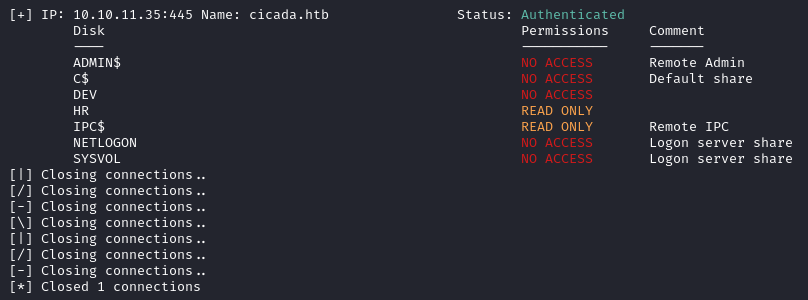 [+] IP: 10.10.11.35:445 Name: cicada.htb Status: Authenticated
Disk Permissions Comment
---- ----------- -------
ADMIN$ NO ACCESS Remote Admin
C$ NO ACCESS Default share
DEV NO ACCESS
HR READ ONLY
IPC$ READ ONLY Remote IPC
NETLOGON NO ACCESS Logon server share
SYSVOL NO ACCESS Logon server share
[|] Closing connections..
[/] Closing connections..
[-] Closing connections..
[\] Closing connections..
[|] Closing connections..
[/] Closing connections..
[-] Closing connections..
[*] Closed 1 connections